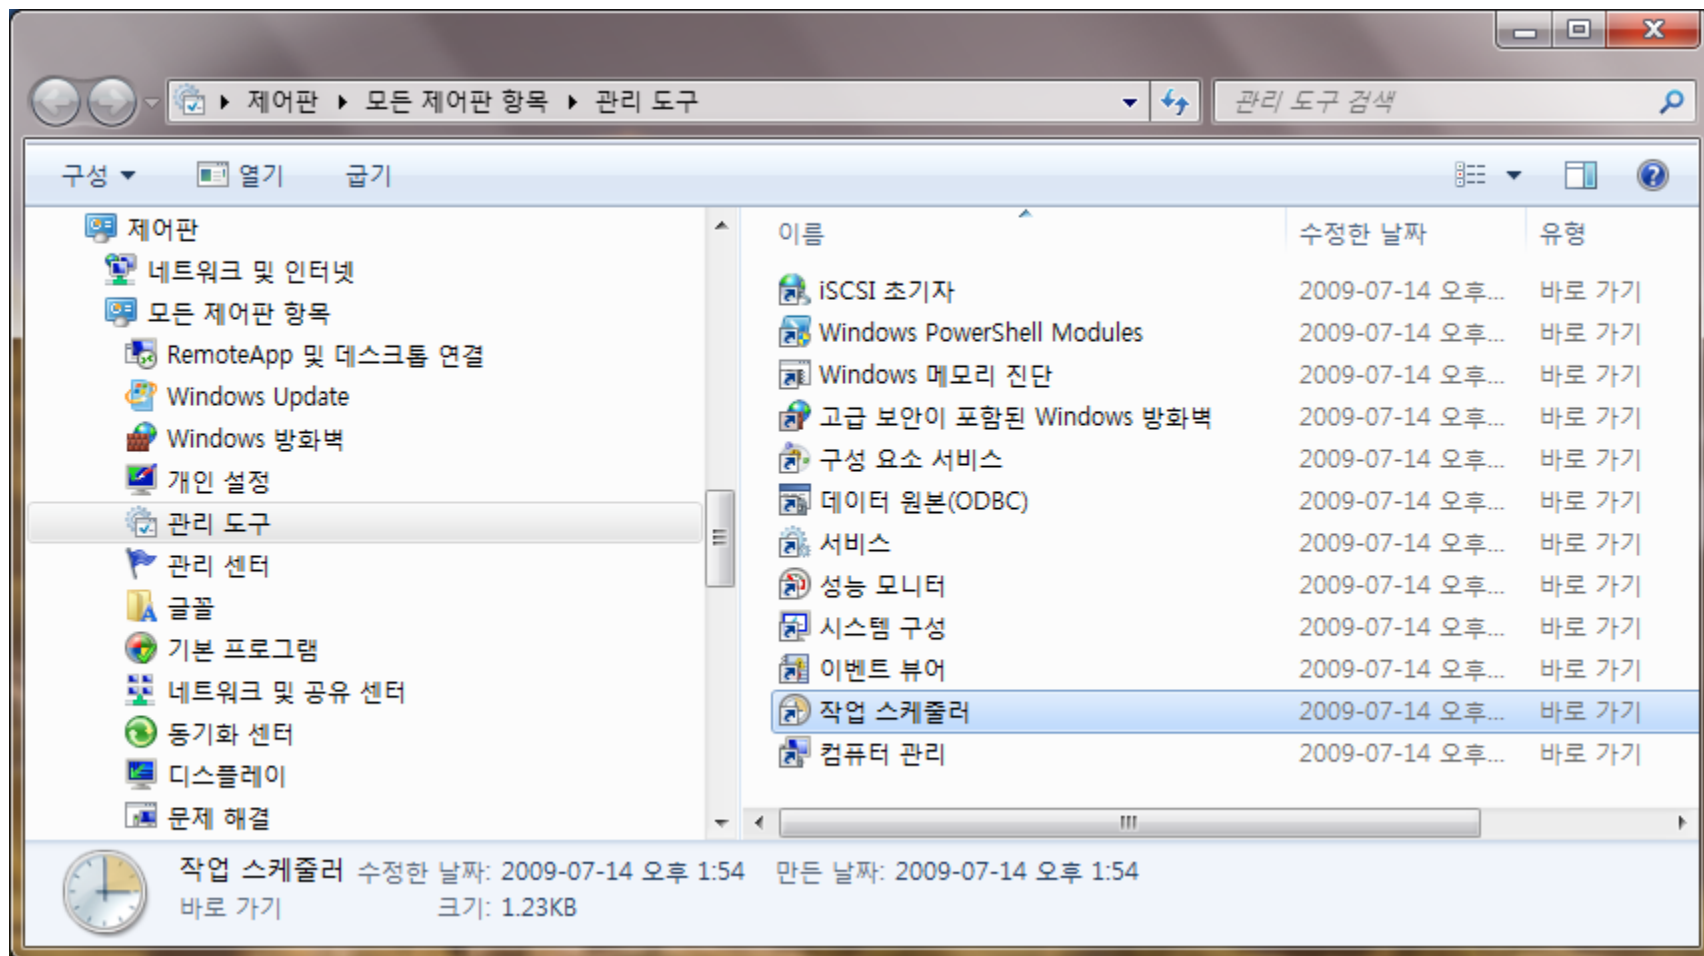 제어판 모든 제어판 항목 관리 도구 관리 도구 검색
구성 열기 굽기
제어판
네트워크 및 인터넷
모든 제어판 항목
RemoteApp 및 데스크톱 연결
Windows Update
Windows 방화벽
개인 설정
관리 도구
관리 센터
글꼴
기본 프로그램
네트워크 및 공유 센터
동기화 센터
디스플레이
문제 해결
이름 수정한 날짜 유형
iSCSI 초기자 2009-07-14 오후... 바로 가기
Windows PowerShell Modules 2009-07-14 오후... 바로 가기
Windows 메모리 진단 2009-07-14 오후... 바로 가기
고급 보안이 포함된 Windows 방화벽 2009-07-14 오후... 바로 가기
구성 요소 서비스 2009-07-14 오후... 바로 가기
데이터 원본(ODBC) 2009-07-14 오후... 바로 가기
서비스 2009-07-14 오후... 바로 가기
성능 모니터 2009-07-14 오후... 바로 가기
시스템 구성 2009-07-14 오후... 바로 가기
이벤트 뷰어 2009-07-14 오후... 바로 가기
작업 스케줄러 2009-07-14 오후... 바로 가기
컴퓨터 관리 2009-07-14 오후... 바로 가기
작업 스케줄러 수정한 날짜: 2009-07-14 오후 1:54 만든 날짜: 2009-07-14 오후 1:54
바로 가기 크기: 1.23KB